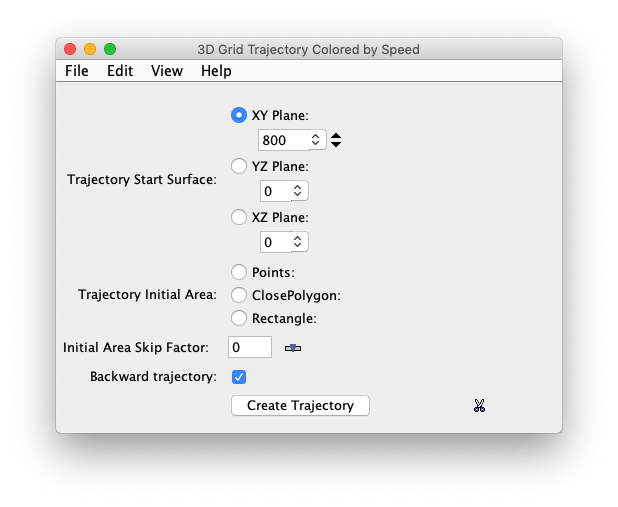 3D Grid Trajectory Colored by Speed
File Edit View Help
XY Plane:
800
Trajectory Start Surface:
YZ Plane:
0
XZ Plane:
0
Points:
Trajectory Initial Area:
ClosePolygon:
Rectangle:
Initial Area Skip Factor: 0
Backward trajectory:
Create Trajectory